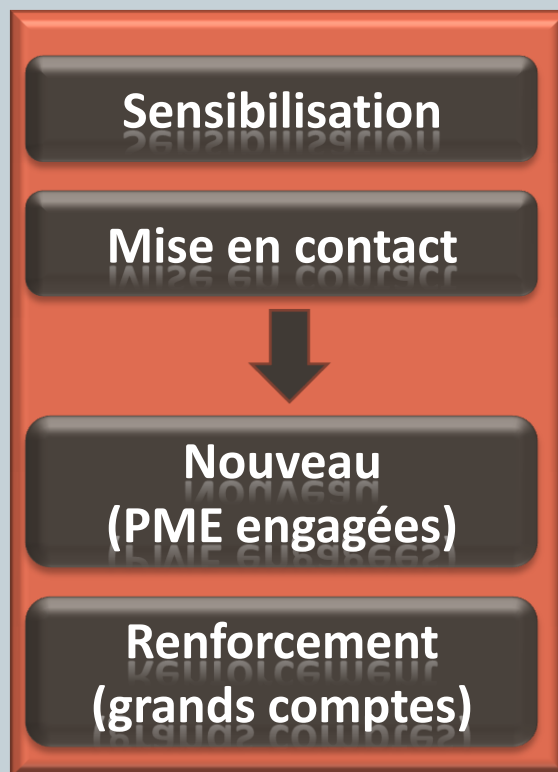 Sensibilisation
Mise en contact
Nouveau
(PME engagées)
Renforcement
(grands comptes)